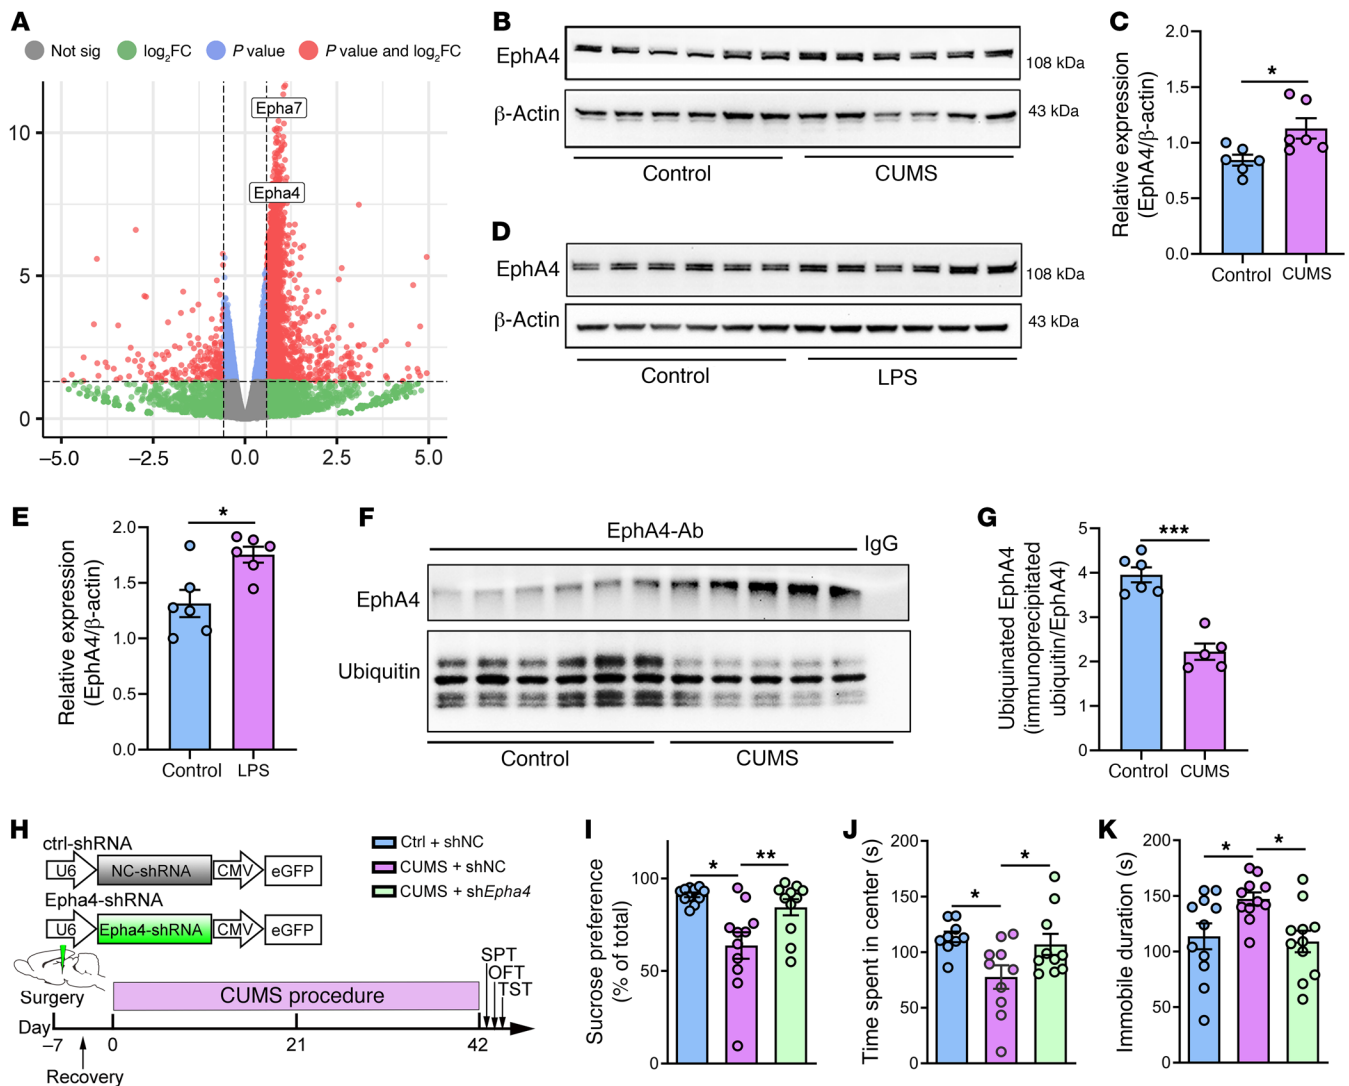 A
Not sig
log2FC
P value
P value and log2FC
Epha7
Epha4
10
5
0
–5.0
–2.5
0.0
2.5
5.0
B
EphA4
108 kDa
β-Actin
43 kDa
Control
CUMS
C
Relative expression
(EphA4/β-actin)
2.0
1.5
1.0
0.5
0.0
*
Control
CUMS
D
EphA4
108 kDa
β-Actin
43 kDa
Control
LPS
E
Relative expression
(EphA4/β-actin)
2.0
1.5
1.0
0.5
0.0
*
Control
LPS
F
EphA4-Ab
IgG
EphA4
Ubiquitin
Control
CUMS
G
Ubiquinated EphA4
(immunoprecipitated
ubiquitin/EphA4)
5
4
3
2
1
0
***
Control
CUMS
H
ctrl-shRNA
U6
NC-shRNA
CMV
eGFP
Epha4-shRNA
U6
Epha4-shRNA
CMV
eGFP
Ctrl + shNC
CUMS + shNC
CUMS + shEpha4
Surgery
CUMS procedure
SPT
OFT
TST
Day
–7
0
21
42
Recovery
I
Sucrose preference
(% of total)
100
50
0
*
**
J
Time spent in center (s)
200
150
100
50
0
*
*
K
Immobile duration (s)
200
150
100
50
0
*
*